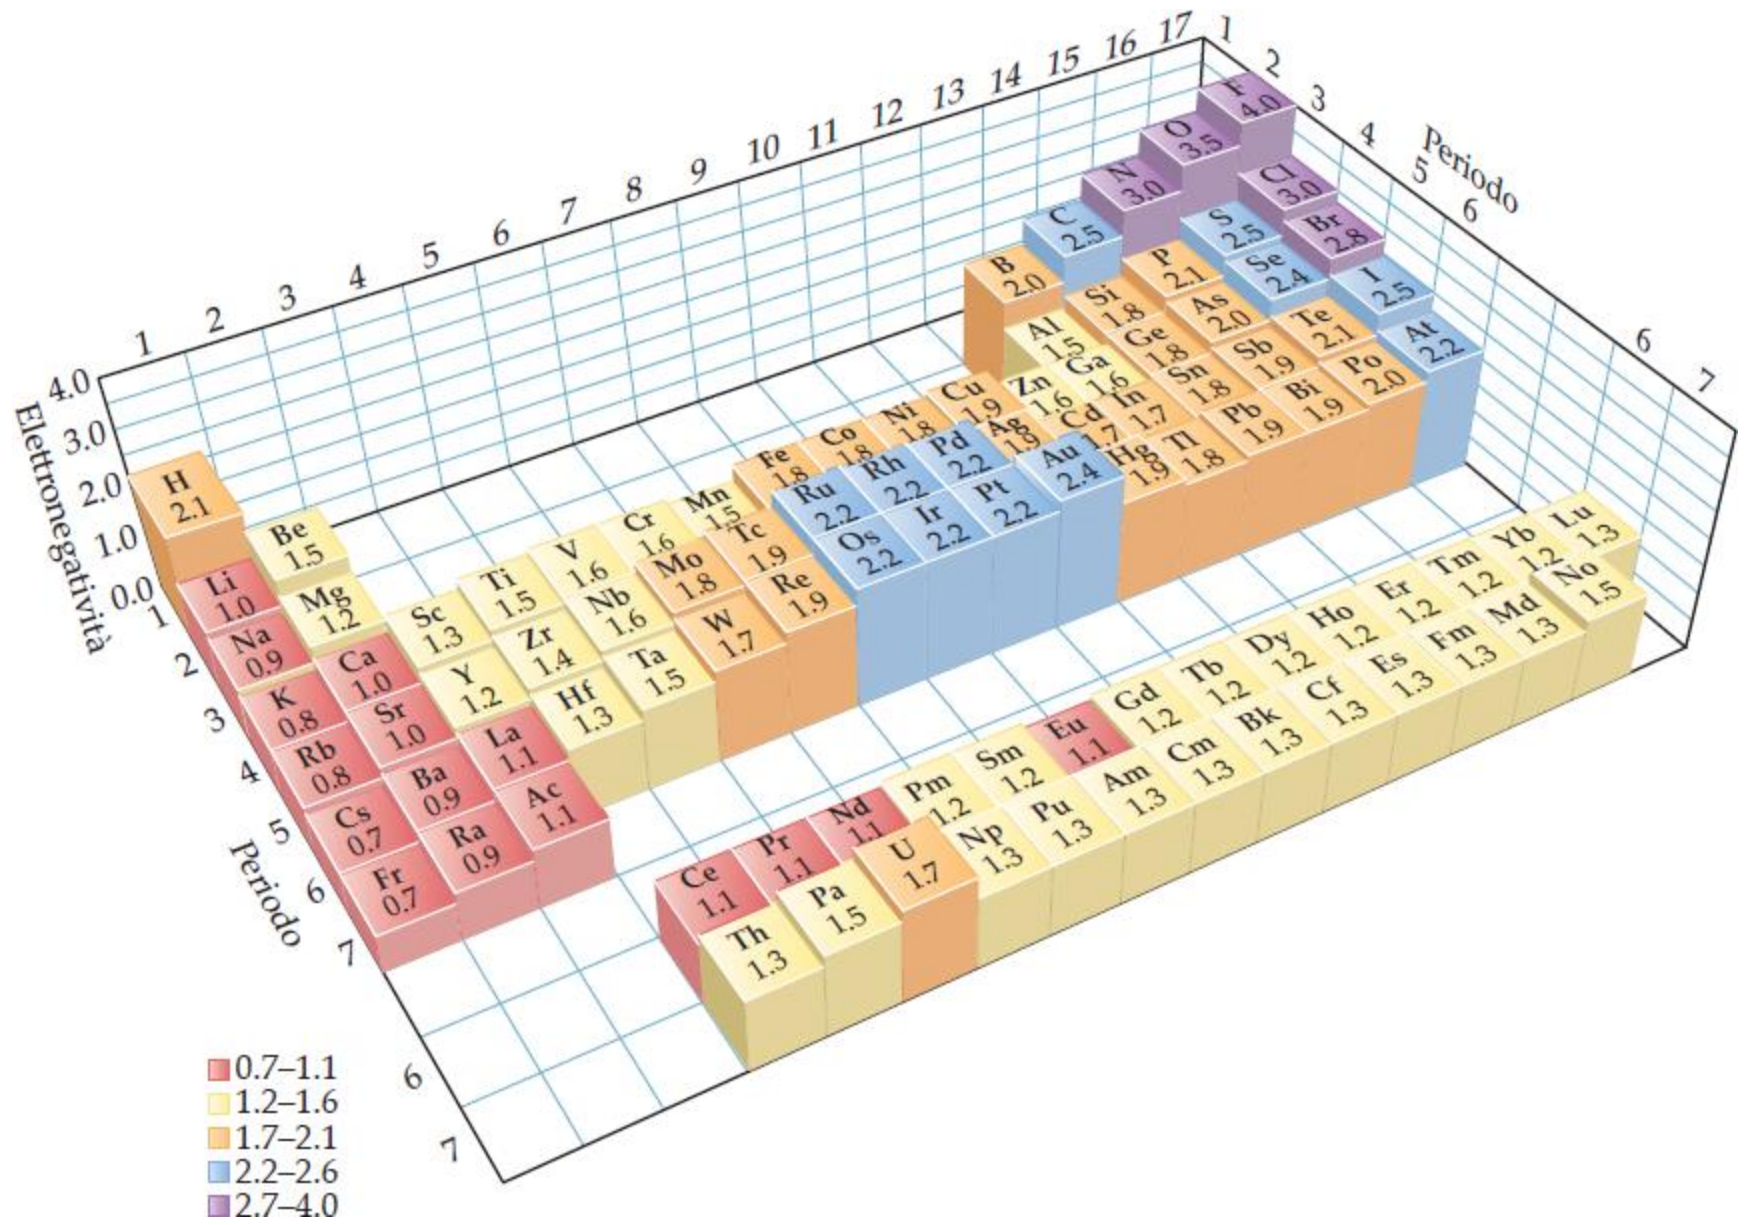 1 2 3 4 5 6 7 8 9 10 11 12 13 14 15 16 17
1 2 3 4 5 6 6 7
Periodo
Elettronegatività
4.0
3.0
2.0
1.0
0.0
1 2 3 4 5 6 7 6 7
Periodo
H 2.1
Li 1.0
Be 1.5
B 2.0
C 2.5
N 3.0
O 3.5
F 4.0
Na 0.9
Mg 1.2
Al 1.5
Si 1.8
P 2.1
S 2.5
Cl 3.0
K 0.8
Ca 1.0
Sc 1.3
Ti 1.5
V 1.6
Cr 1.6
Mn 1.5
Fe 1.8
Co 1.8
Ni 1.8
Cu 1.9
Zn 1.6
Ga 1.6
Ge 1.8
As 2.0
Se 2.4
Br 2.8
Rb 0.8
Sr 1.0
Y 1.2
Zr 1.4
Nb 1.6
Mo 1.8
Tc 1.9
Ru 2.2
Rh 2.2
Pd 2.2
Ag 1.9
Cd 1.7
In 1.7
Sn 1.8
Sb 1.9
Te 2.1
I 2.5
Cs 0.7
Ba 0.9
La 1.1
Hf 1.3
Ta 1.5
W 1.7
Re 1.9
Os 2.2
Ir 2.2
Pt 2.2
Au 2.4
Hg 1.9
Tl 1.8
Pb 1.9
Bi 1.9
Po 2.0
At 2.2
Fr 0.7
Ra 0.9
Ac 1.1
Ce 1.1
Pr 1.1
Nd 1.1
Pm 1.2
Sm 1.2
Eu 1.1
Gd 1.2
Tb 1.2
Dy 1.2
Ho 1.2
Er 1.2
Tm 1.2
Yb 1.2
Lu 1.3
Th 1.3
Pa 1.5
U 1.7
Np 1.3
Pu 1.3
Am 1.3
Cm 1.3
Bk 1.3
Cf 1.3
Es 1.3
Fm 1.3
Md 1.3
No 1.5
0.7–1.1
1.2–1.6
1.7–2.1
2.2–2.6
2.7–4.0